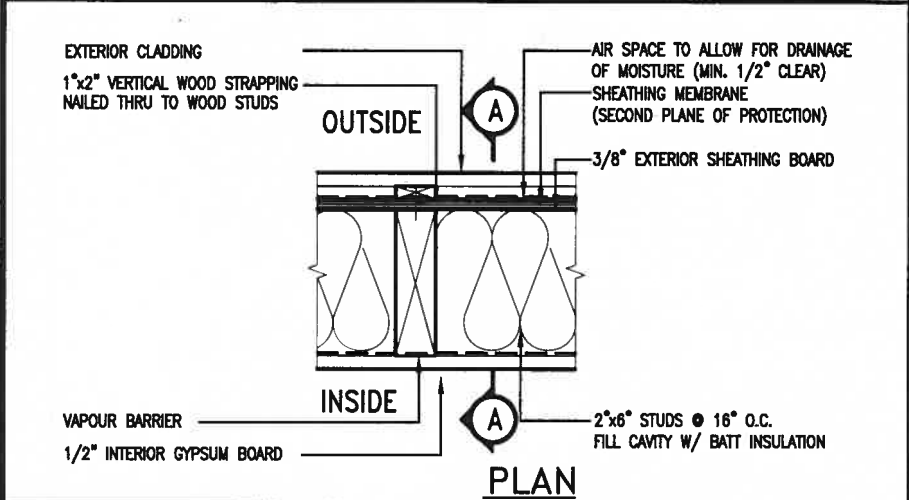 EXTERIOR CLADDING
1"x2" VERTICAL WOOD STRAPPING
NAILED THRU TO WOOD STUDS
OUTSIDE
A
AIR SPACE TO ALLOW FOR DRAINAGE
OF MOISTURE (MIN. 1/2" CLEAR)
SHEATHING MEMBRANE
(SECOND PLANE OF PROTECTION)
3/8" EXTERIOR SHEATHING BOARD
INSIDE
VAPOUR BARRIER
1/2" INTERIOR GYPSUM BOARD
A
2"x6" STUDS @ 16" O.C.
FILL CAVITY W/ BATT INSULATION
PLAN